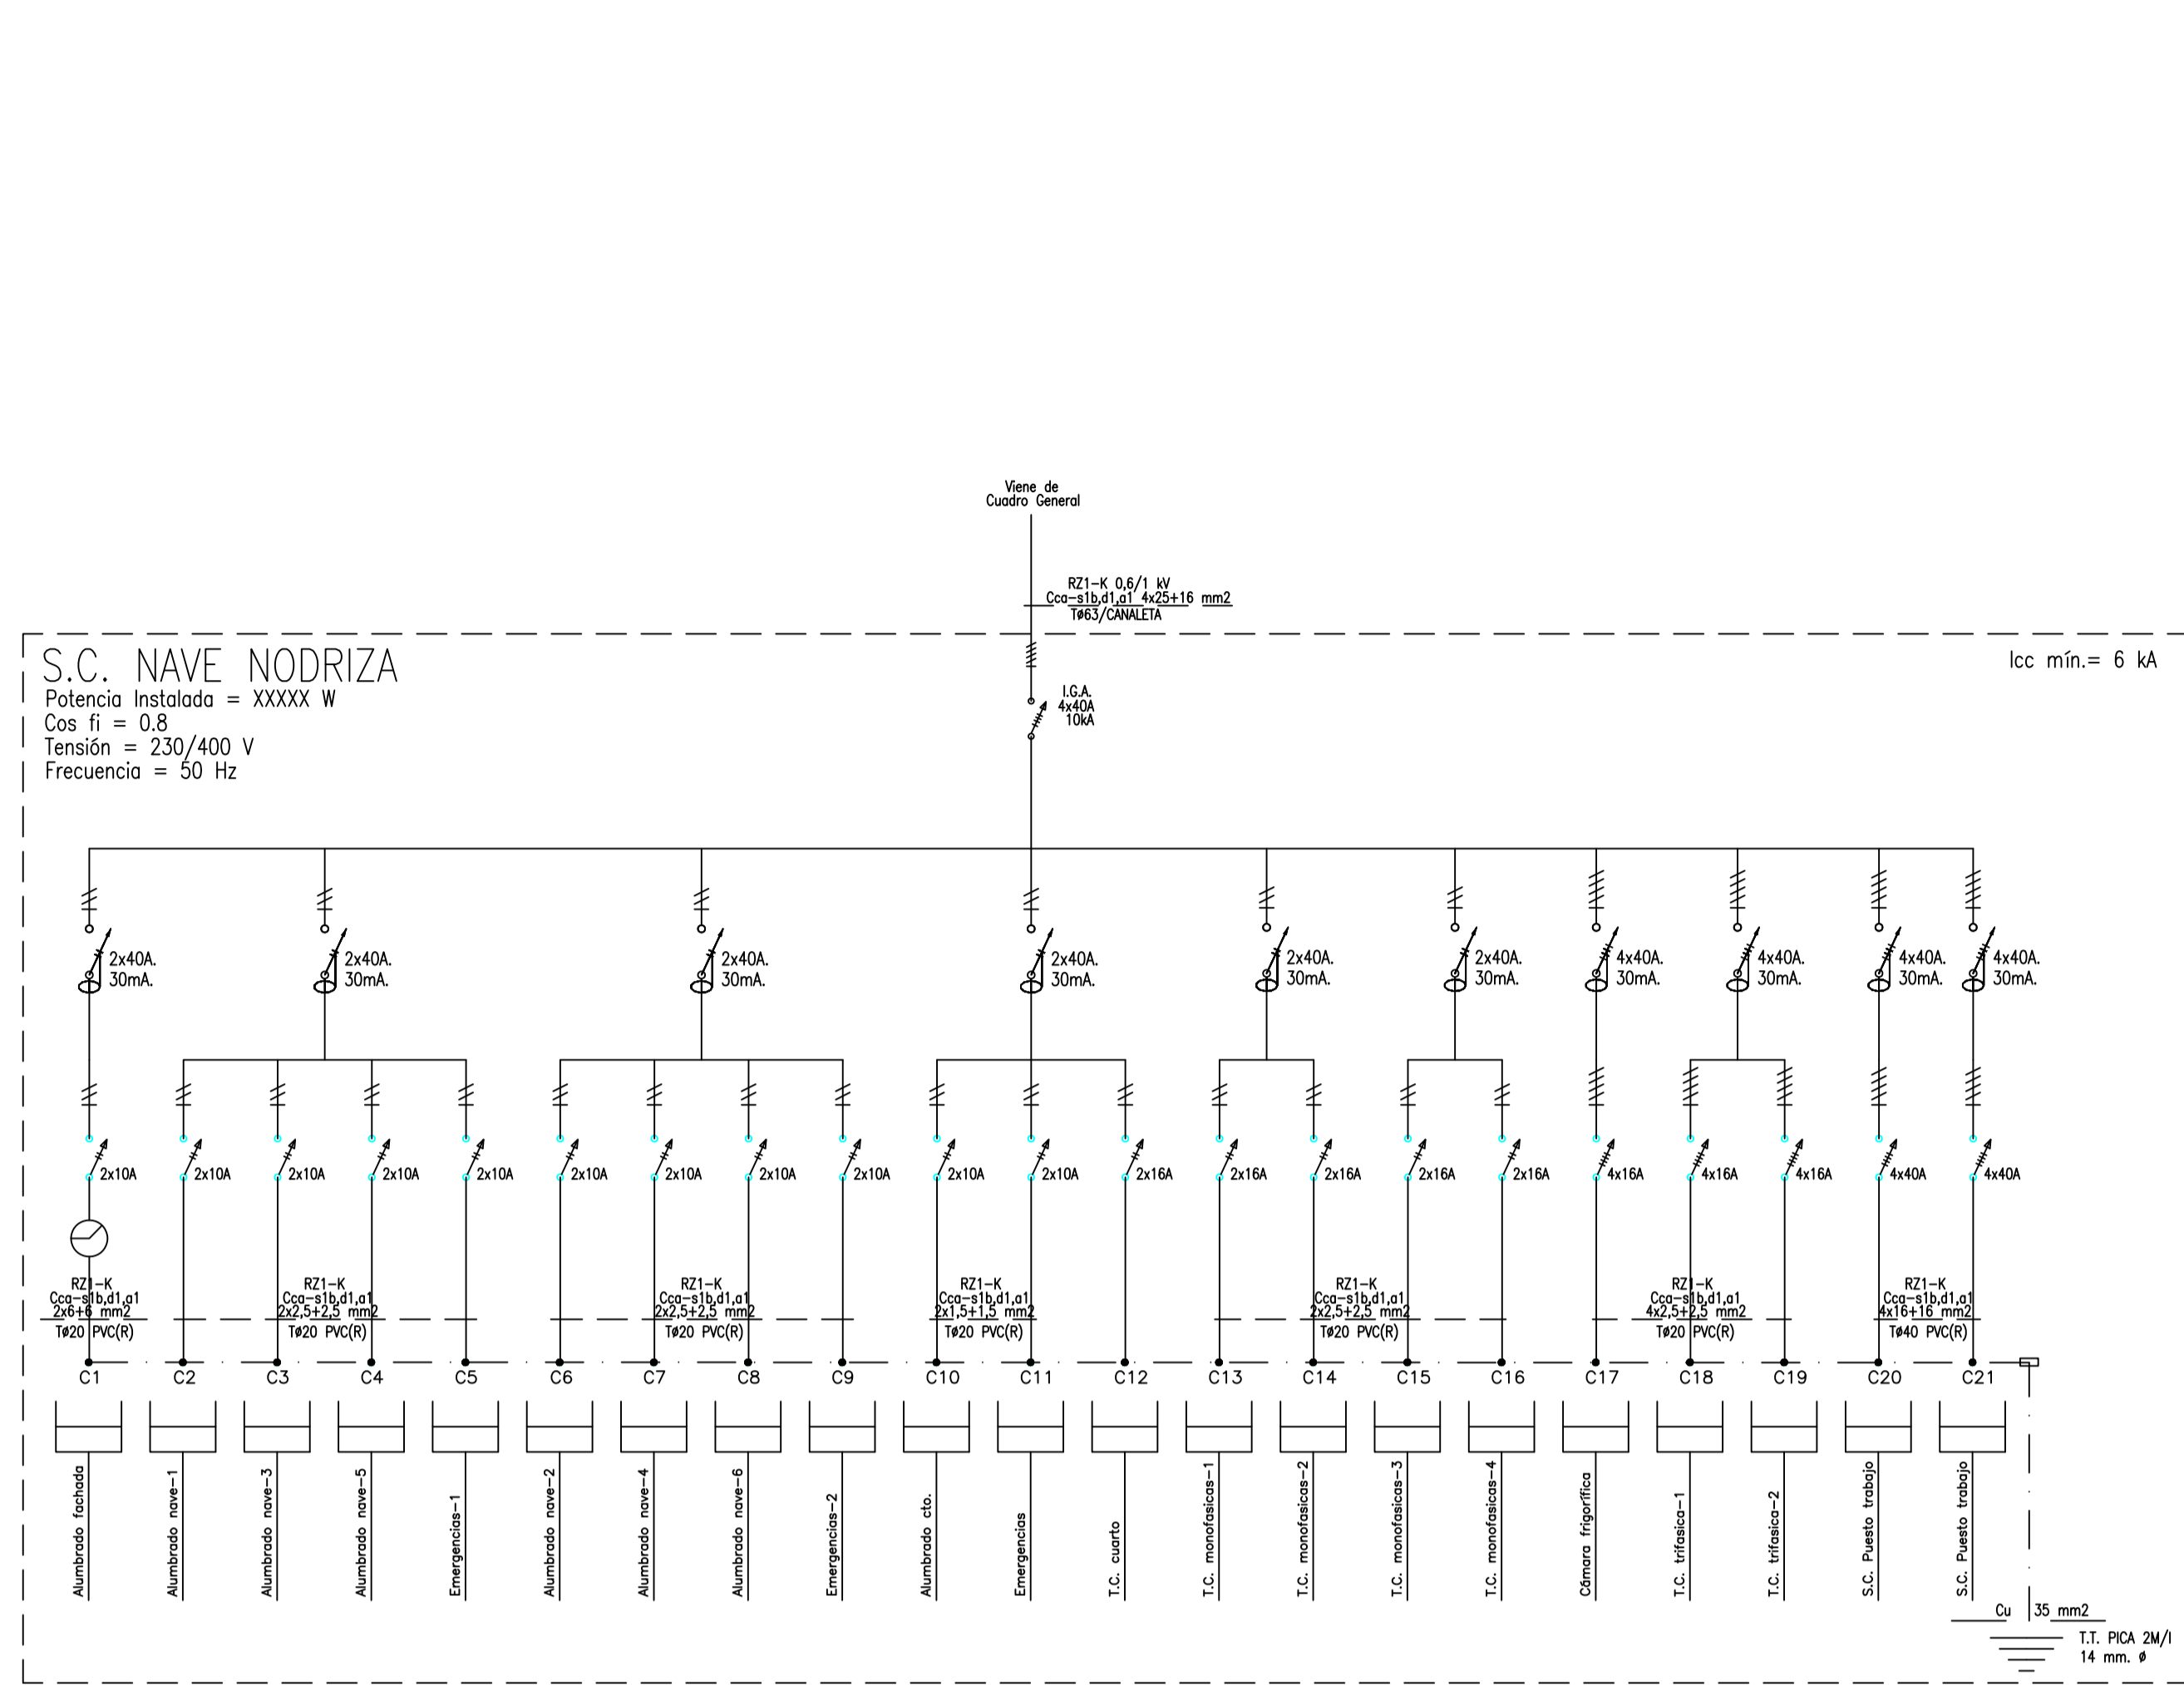 Viene de
Cuadro General
RZ1-K 0,6/1 kV
Cca-s1b,d1,a1 4x25+16 mm2
Tø63/CANALETA
S.C. NAVE NODRIZA
Icc mín.= 6 kA
Potencia Instalada = XXXXX W
Cos fi = 0.8
Tensión = 230/400 V
Frecuencia = 50 Hz
I.G.A.
4x40A
10kA
2x40A.
30mA.
2x40A.
30mA.
2x40A.
30mA.
2x40A.
30mA.
2x40A.
30mA.
2x40A.
30mA.
4x40A.
30mA.
4x40A.
30mA.
4x40A.
30mA.
4x40A.
30mA.
2x10A
2x10A
2x10A
2x10A
2x10A
2x10A
2x10A
2x10A
2x10A
2x10A
2x10A
2x16A
2x16A
2x16A
2x16A
2x16A
4x16A
4x16A
4x16A
4x40A
4x40A
RZ1-K
Cca-s1b,d1,a1
2x6+6 mm2
Tø20 PVC(R)
RZ1-K
Cca-s1b,d1,a1
2x2,5+2,5 mm2
Tø20 PVC(R)
RZ1-K
Cca-s1b,d1,a1
2x2,5+2,5 mm2
Tø20 PVC(R)
RZ1-K
Cca-s1b,d1,a1
2x1,5+1,5 mm2
Tø20 PVC(R)
RZ1-K
Cca-s1b,d1,a1
2x2,5+2,5 mm2
Tø20 PVC(R)
RZ1-K
Cca-s1b,d1,a1
4x2,5+2,5 mm2
Tø20 PVC(R)
RZ1-K
Cca-s1b,d1,a1
4x16+16 mm2
Tø40 PVC(R)
C1
C2
C3
C4
C5
C6
C7
C8
C9
C10
C11
C12
C13
C14
C15
C16
C17
C18
C19
C20
C21
Alumbrado fachada
Alumbrado nave-1
Alumbrado nave-3
Alumbrado nave-5
Emergencias-1
Alumbrado nave-2
Alumbrado nave-4
Alumbrado nave-6
Emergencias-2
Alumbrado cto.
Emergencias
T.C. cuarto
T.C. monofasicas-1
T.C. monofasicas-2
T.C. monofasicas-3
T.C. monofasicas-4
Cámara frigorífica
T.C. trifasica-1
T.C. trifasica-2
S.C. Puesto trabajo
S.C. Puesto trabajo
Cu 35 mm2
T.T. PICA 2M/l
14 mm. ø